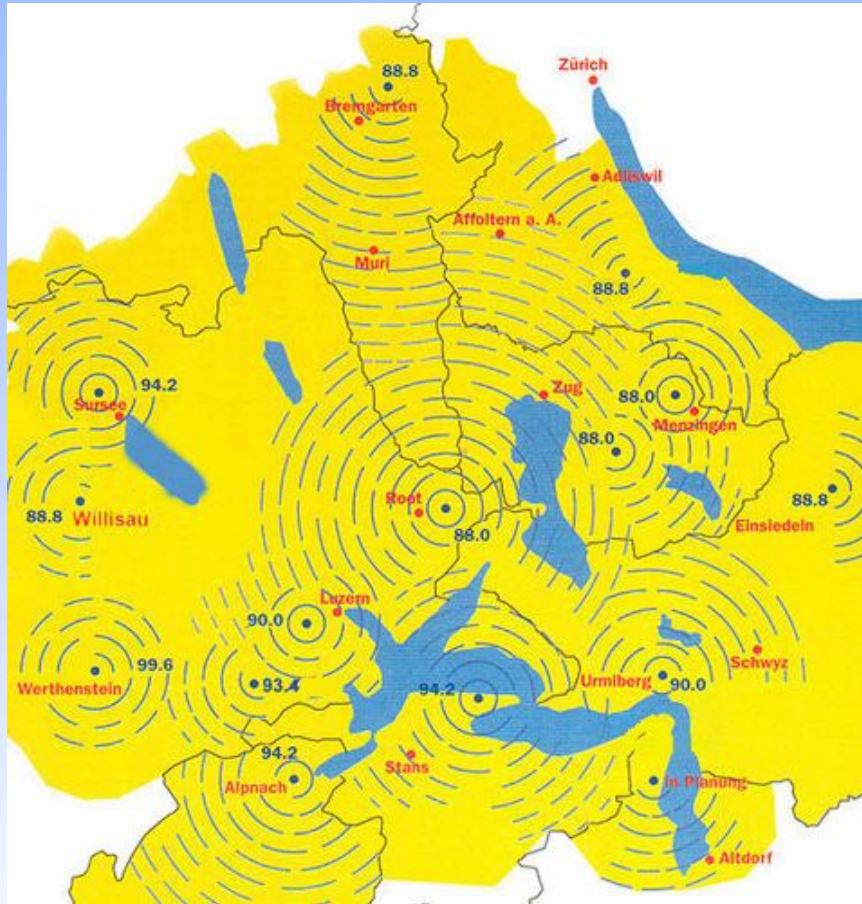 88.8
Zürich
Bremgarten
Adliswil
Affoltern a. A.
Muri
88.8
94.2
Zug
88.0
Sursee
Menzingen
88.0
88.8
88.8
Root
Willisau
Einsiedeln
88.0
Luzern
90.0
99.6
Schwyz
Urmiberg
90.0
Werthenstein
93.4
94.2
94.2
Stans
in Planung
Alpnach
Altdorf